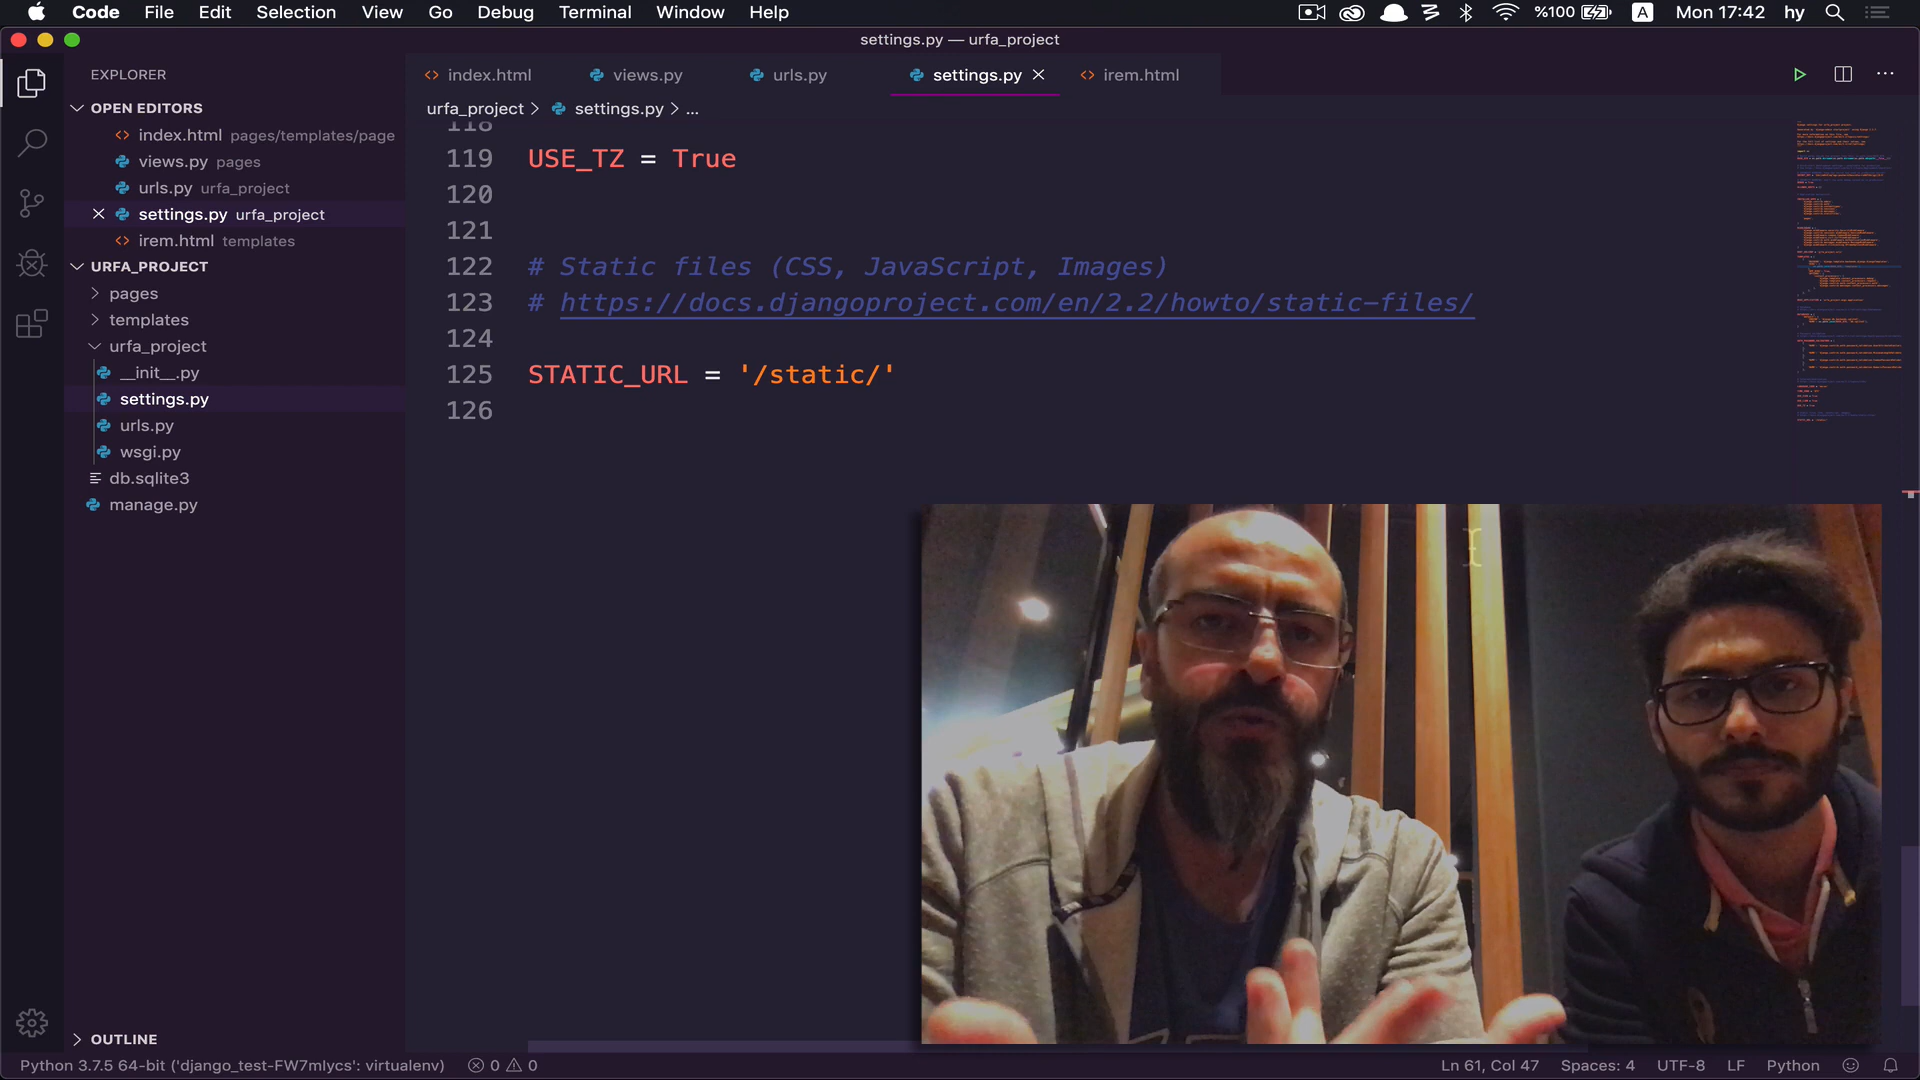 Code File Edit Selection View Go Debug Terminal Window Help %100 A Mon 17:42 hy
settings.py — urfa_project
EXPLORER
OPEN EDITORS
index.html pages/templates/page
views.py pages
urls.py urfa_project
settings.py urfa_project
irem.html templates
URFA_PROJECT
pages
templates
urfa_project
__init__.py
settings.py
urls.py
wsgi.py
db.sqlite3
manage.py
OUTLINE
index.html views.py urls.py settings.py irem.html
urfa_project > settings.py > ...
118
119 USE_TZ = True
120
121
122 # Static files (CSS, JavaScript, Images)
123 # https://docs.djangoproject.com/en/2.2/howto/static-files/
124
125 STATIC_URL = '/static/'
126
Python 3.7.5 64-bit ('django_test-FW7mlycs': virtualenv) 0 0 Ln 61, Col 47 Spaces: 4 UTF-8 LF Python